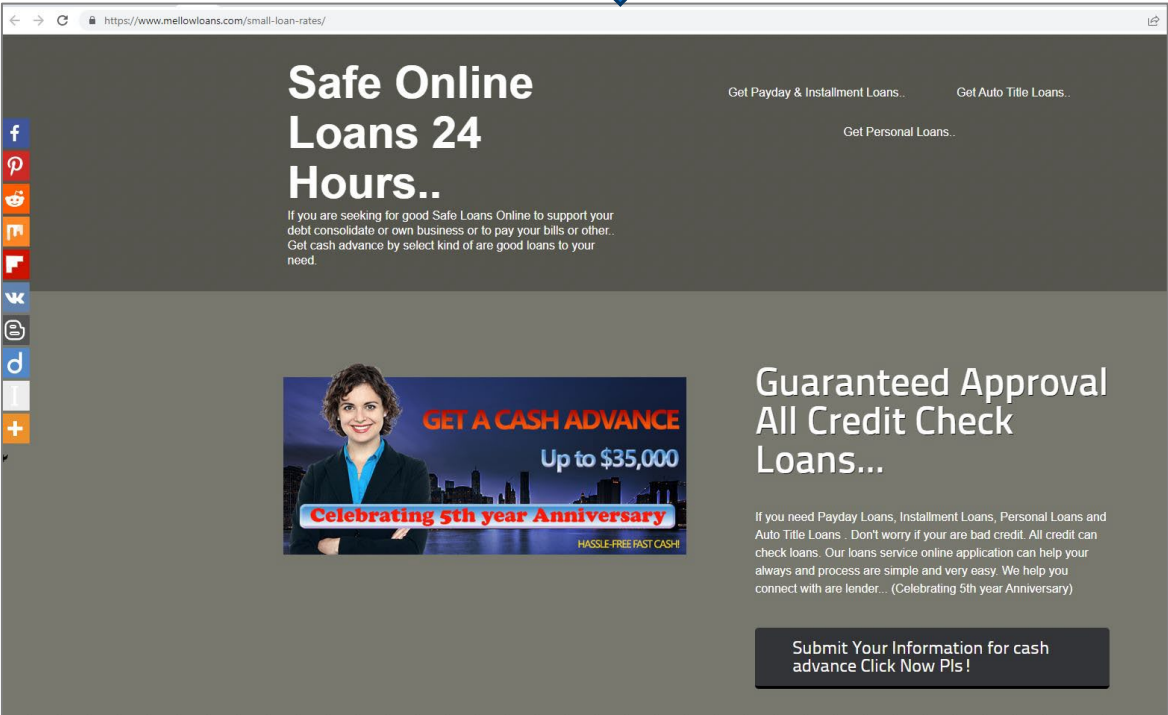 https://www.mellowloans.com/small-loan-rates/
Safe Online
Loans 24
Hours..
If you are seeking for good Safe Loans Online to support your
debt consolidate or own business or to pay your bills or other..
Get cash advance by select kind of are good loans to your
need.
Get Payday & Installment Loans..
Get Auto Title Loans..
Get Personal Loans..
GET A CASH ADVANCE
Up to $35,000
Celebrating 5th year Anniversary
HASSLE-FREE FAST CASH!
Guaranteed Approval
All Credit Check
Loans...
If you need Payday Loans, Installment Loans, Personal Loans and
Auto Title Loans . Don't worry if your are bad credit. All credit can
check loans. Our loans service online application can help your
always and process are simple and very easy. We help you
connect with are lender... (Celebrating 5th year Anniversary)
Submit Your Information for cash
advance Click Now Pls!